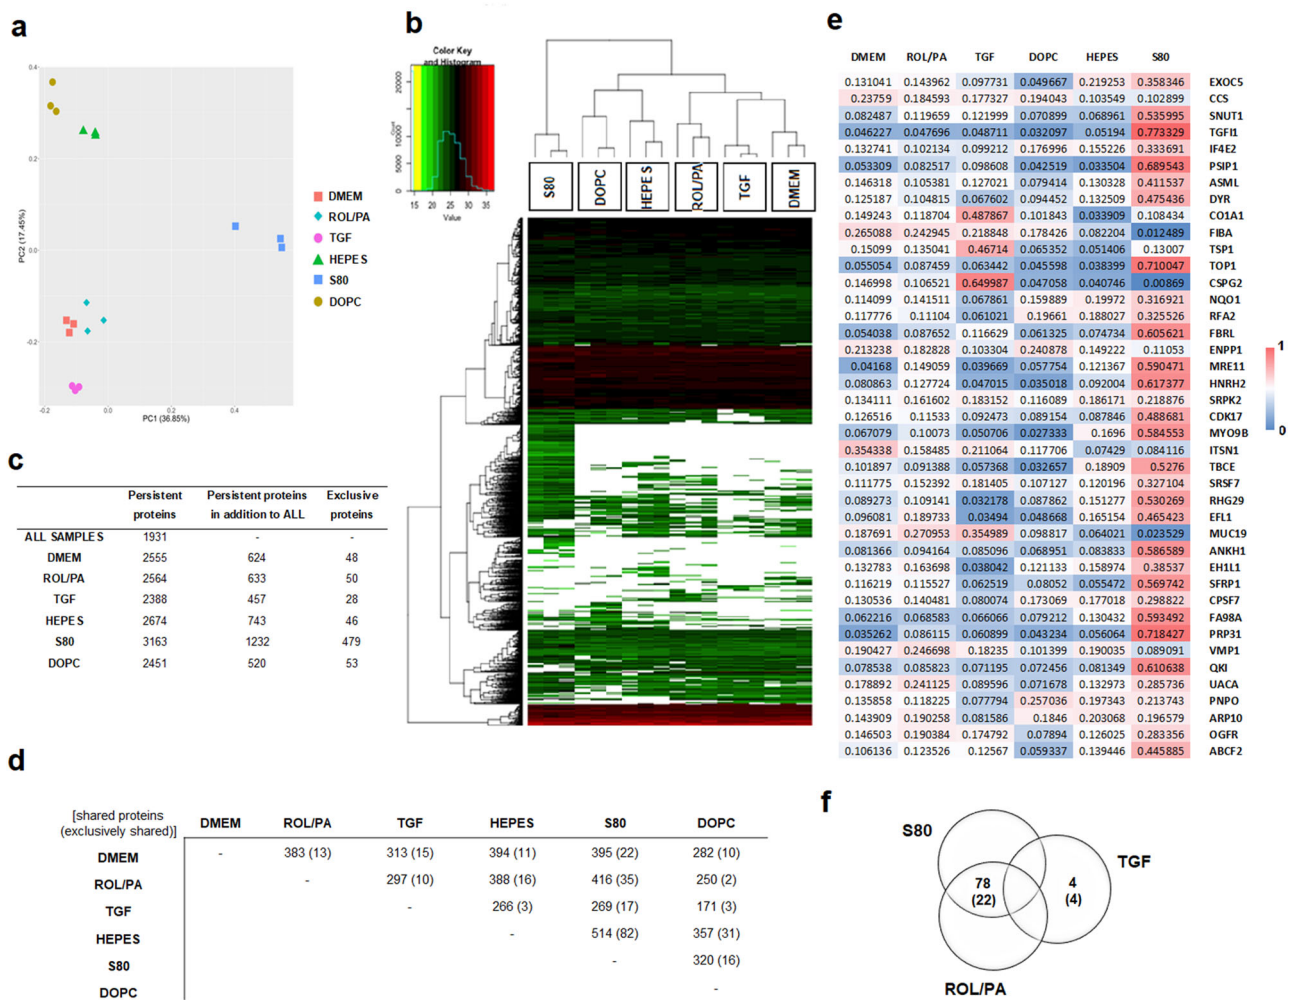 a
0.4
0.2
0.0
-0.2
-0.2
0.0
0.2
0.4
PC2 (17.45%)
PC1 (36.85%)
DMEM
ROL/PA
TGF
HEPES
S80
DOPC
b
Color Key
and Histogram
Count
0
5000
10000
15000
20000
15 20 25 30 35
Value
S80
DOPC
HEPES
ROL/PA
TGF
DMEM
c
Persistent proteins
Persistent proteins in addition to ALL
Exclusive proteins
ALL SAMPLES 1931 - -
DMEM 2555 624 48
ROL/PA 2564 633 50
TGF 2388 457 28
HEPES 2674 743 46
S80 3163 1232 479
DOPC 2451 520 53
d
[shared proteins
(exclusively shared)]
DMEM ROL/PA TGF HEPES S80 DOPC
DMEM - 383 (13) 313 (15) 394 (11) 395 (22) 282 (10)
ROL/PA - 297 (10) 388 (16) 416 (35) 250 (2)
TGF - 266 (3) 269 (17) 171 (3)
HEPES - 514 (82) 357 (31)
S80 - 320 (16)
DOPC -
e
DMEM ROL/PA TGF DOPC HEPES S80
0.131041 0.143962 0.097731 0.049667 0.219253 0.358346 EXOC5
0.23759 0.184593 0.177327 0.194043 0.103549 0.102899 CCS
0.082487 0.119659 0.121999 0.070899 0.068961 0.535995 SNUT1
0.046227 0.047696 0.048711 0.032097 0.05194 0.773329 TGFI1
0.132741 0.102134 0.099212 0.176996 0.155226 0.333691 IF4E2
0.053309 0.082517 0.098608 0.042519 0.033504 0.689543 PSIP1
0.146318 0.105381 0.127021 0.079414 0.130328 0.411537 ASML
0.125187 0.104815 0.067602 0.094452 0.132509 0.475436 DYR
0.149243 0.118704 0.487867 0.101843 0.033909 0.108434 CO1A1
0.265088 0.242945 0.218848 0.178426 0.082204 0.012489 FIBA
0.15099 0.135041 0.46714 0.065352 0.051406 0.13007 TSP1
0.055054 0.087459 0.063442 0.045598 0.038399 0.710047 TOP1
0.146998 0.106521 0.649987 0.047058 0.040746 0.00869 CSPG2
0.114099 0.141511 0.067861 0.159889 0.19972 0.316921 NQO1
0.117776 0.11104 0.061021 0.19661 0.188027 0.325526 RFA2
0.054038 0.087652 0.116629 0.061325 0.074734 0.605621 FBRL
0.213238 0.182828 0.103304 0.240878 0.149222 0.11053 ENPP1
0.04168 0.149059 0.039669 0.057754 0.121367 0.590471 MRE11
0.080863 0.127724 0.047015 0.035018 0.092004 0.617377 HNRH2
0.134111 0.161602 0.183152 0.116089 0.186171 0.218876 SRPK2
0.126516 0.11533 0.092473 0.089154 0.087846 0.488681 CDK17
0.067079 0.10073 0.050706 0.027333 0.1696 0.584553 MYO9B
0.354338 0.158485 0.211064 0.117706 0.07429 0.084116 ITSN1
0.101897 0.091388 0.057368 0.032657 0.18909 0.5276 TBCE
0.111775 0.152392 0.181405 0.107127 0.120196 0.327104 SRSF7
0.089273 0.109141 0.032178 0.087862 0.151277 0.530269 RHG29
0.096081 0.189733 0.03494 0.048668 0.165154 0.465423 EFL1
0.187691 0.270953 0.354989 0.098817 0.064021 0.023529 MUC19
0.081366 0.094164 0.085096 0.068951 0.083833 0.586589 ANKH1
0.132783 0.163698 0.038042 0.121133 0.158974 0.38537 EH1L1
0.116219 0.115527 0.062519 0.08052 0.055472 0.569742 SFRP1
0.130536 0.140481 0.080074 0.173069 0.177018 0.298822 CPSF7
0.062216 0.068583 0.066066 0.079212 0.130432 0.593492 FA98A
0.035262 0.086115 0.060899 0.043234 0.056064 0.718427 PRP31
0.190427 0.246698 0.18235 0.101399 0.190035 0.089091 VMP1
0.078538 0.085823 0.071195 0.072456 0.081349 0.610638 QKI
0.178892 0.241125 0.089596 0.071678 0.132973 0.285736 UACA
0.135858 0.118225 0.077794 0.257036 0.197343 0.213743 PNPO
0.143909 0.190258 0.081586 0.1846 0.203068 0.196579 ARP10
0.146503 0.190384 0.174792 0.07894 0.126025 0.283356 OGFR
0.106136 0.123526 0.12567 0.059337 0.139446 0.445885 ABCF2
1
0
f
S80
TGF
78
(22)
4
(4)
ROL/PA